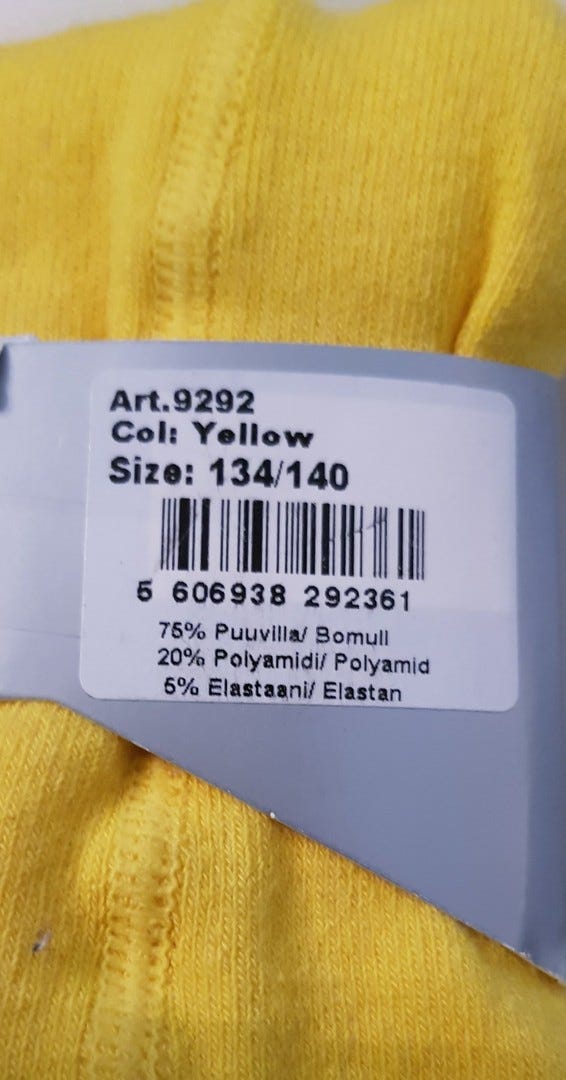 Art.9292
Col: Yellow
Size: 134/140
5 606938 292361
75% Puuvilla/ Bomull
20% Polyamidi/ Polyamid
5% Elastaani/ Elastan